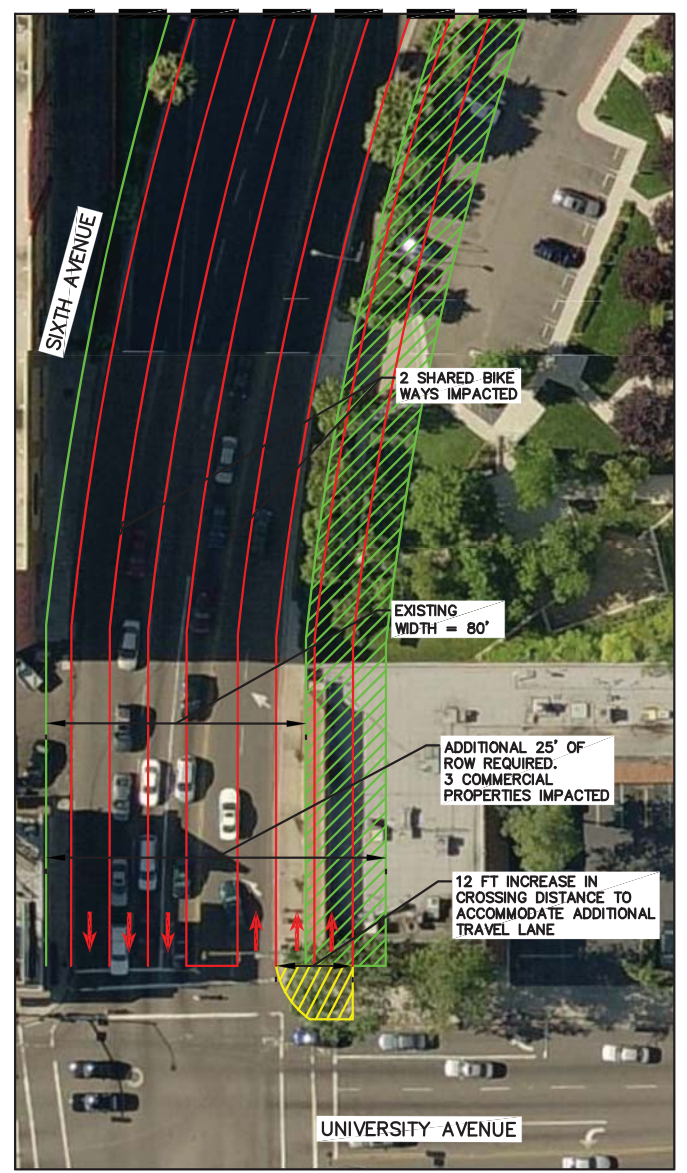 SIXTH AVENUE
2 SHARED BIKE
WAYS IMPACTED
EXISTING
WIDTH = 80'
ADDITIONAL 25' OF
ROW REQUIRED.
3 COMMERCIAL
PROPERTIES IMPACTED
12 FT INCREASE IN
CROSSING DISTANCE TO
ACCOMMODATE ADDITIONAL
TRAVEL LANE
UNIVERSITY AVENUE